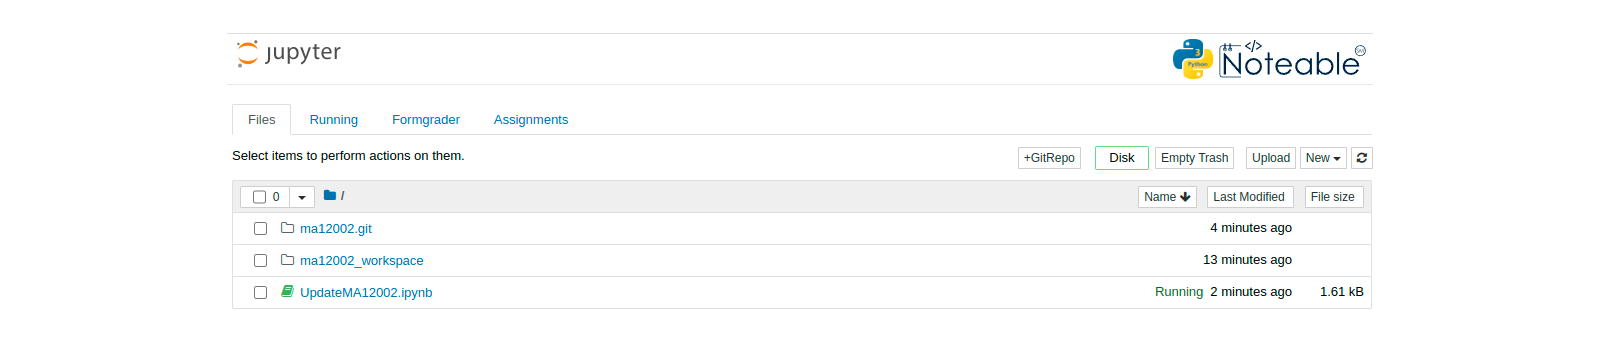 jupyter
3 Python </> Noteable
Files Running Formgrader Assignments
Select items to perform actions on them.
+GitRepo Disk Empty Trash Upload New
0 / Name Last Modified File size
ma12002.git 4 minutes ago
ma12002_workspace 13 minutes ago
UpdateMA12002.ipynb Running 2 minutes ago 1.61 kB